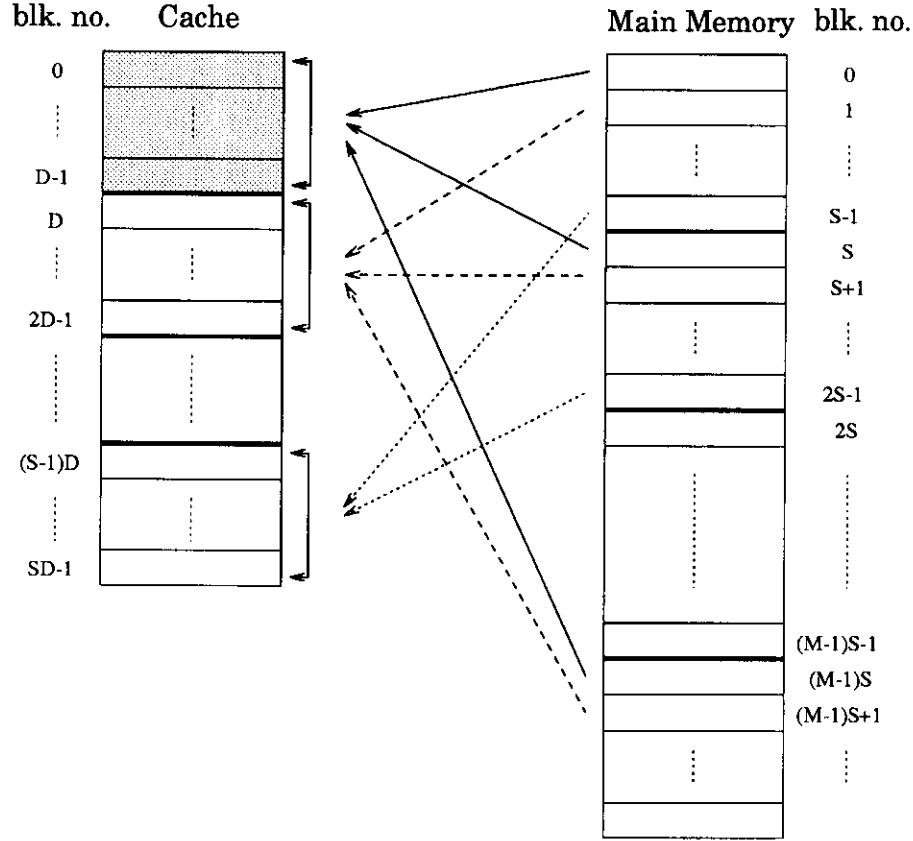 blk. no. Cache Main Memory blk. no.
0
D-1
D
2D-1
(S-1)D
SD-1
0
1
S-1
S
S+1
2S-1
2S
(M-1)S-1
(M-1)S
(M-1)S+1